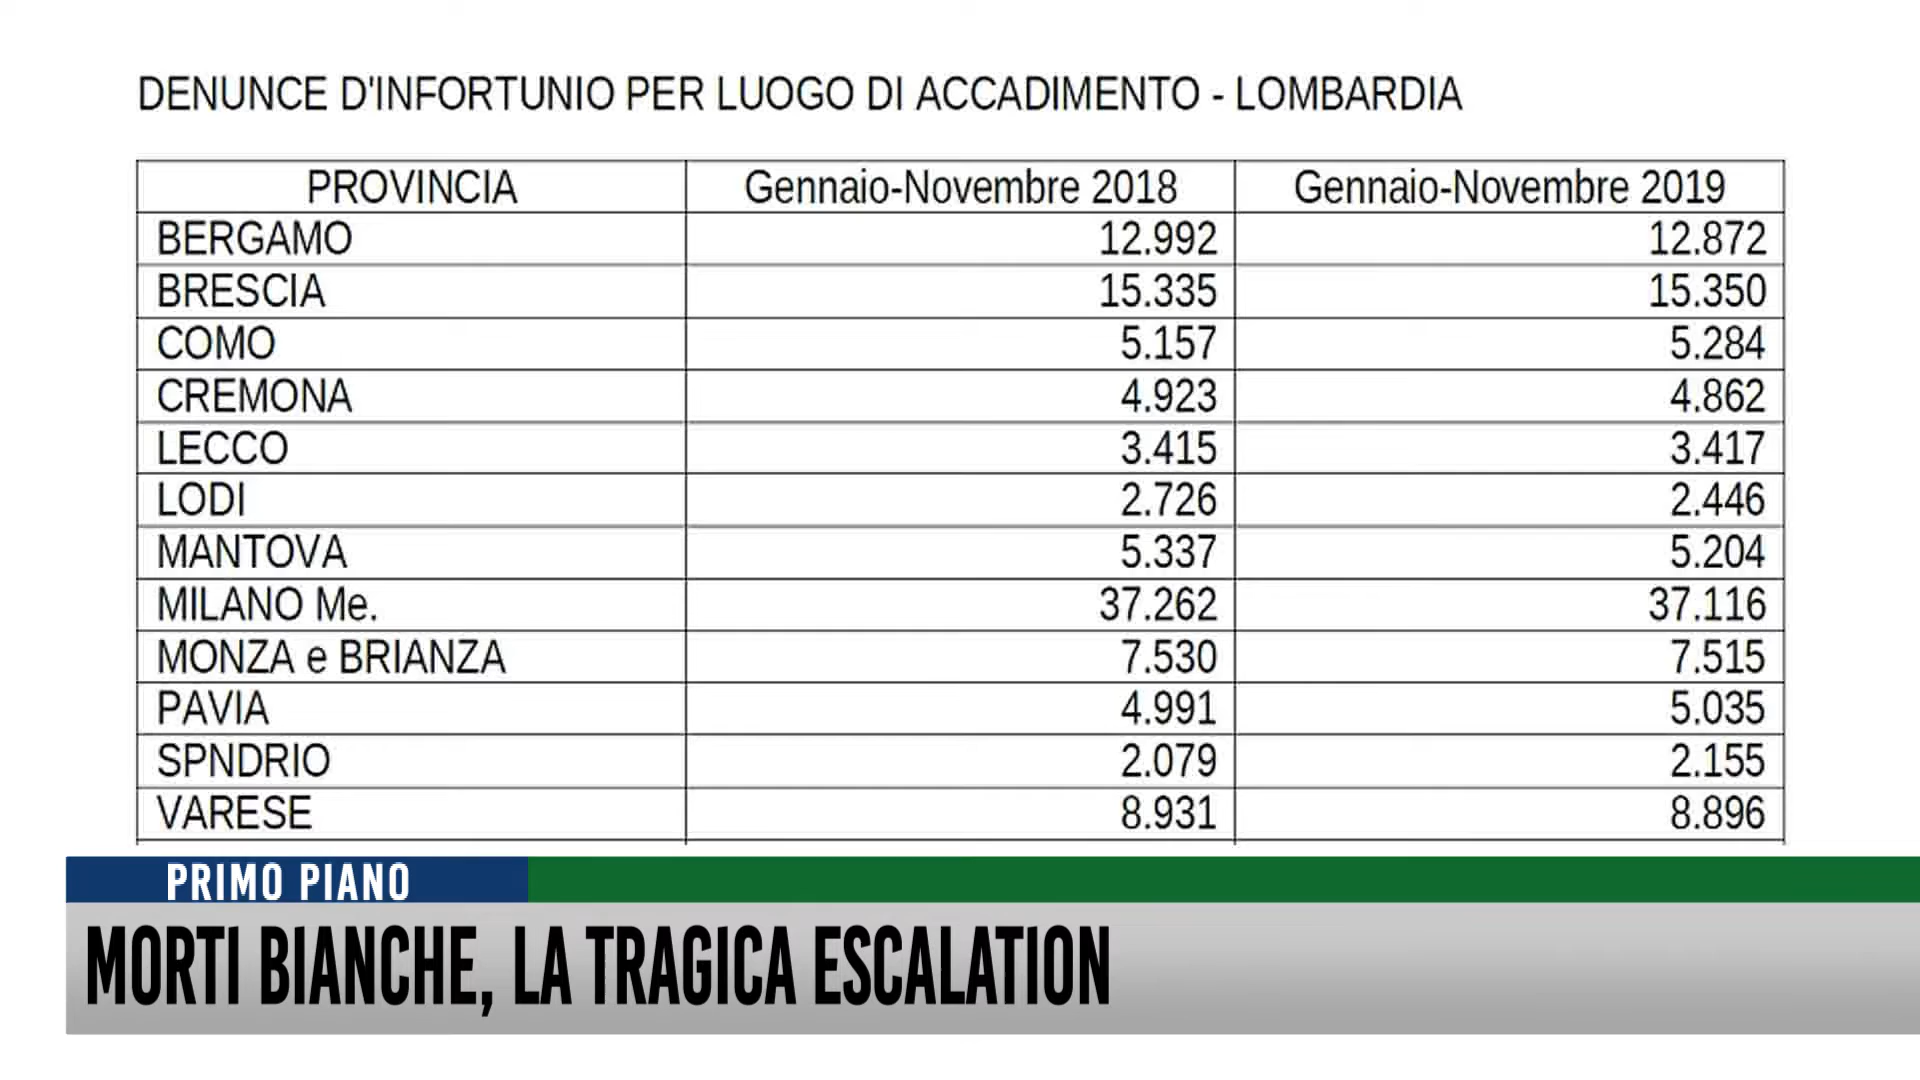 DENUNCE D'INFORTUNIO PER LUOGO DI ACCADIMENTO - LOMBARDIA
PROVINCIA Gennaio-Novembre 2018 Gennaio-Novembre 2019
BERGAMO 12.992 12.872
BRESCIA 15.335 15.350
COMO 5.157 5.284
CREMONA 4.923 4.862
LECCO 3.415 3.417
LODI 2.726 2.446
MANTOVA 5.337 5.204
MILANO Me. 37.262 37.116
MONZA e BRIANZA 7.530 7.515
PAVIA 4.991 5.035
SPNDRIO 2.079 2.155
VARESE 8.931 8.896
PRIMO PIANO
MORTI BIANCHE, LA TRAGICA ESCALATION